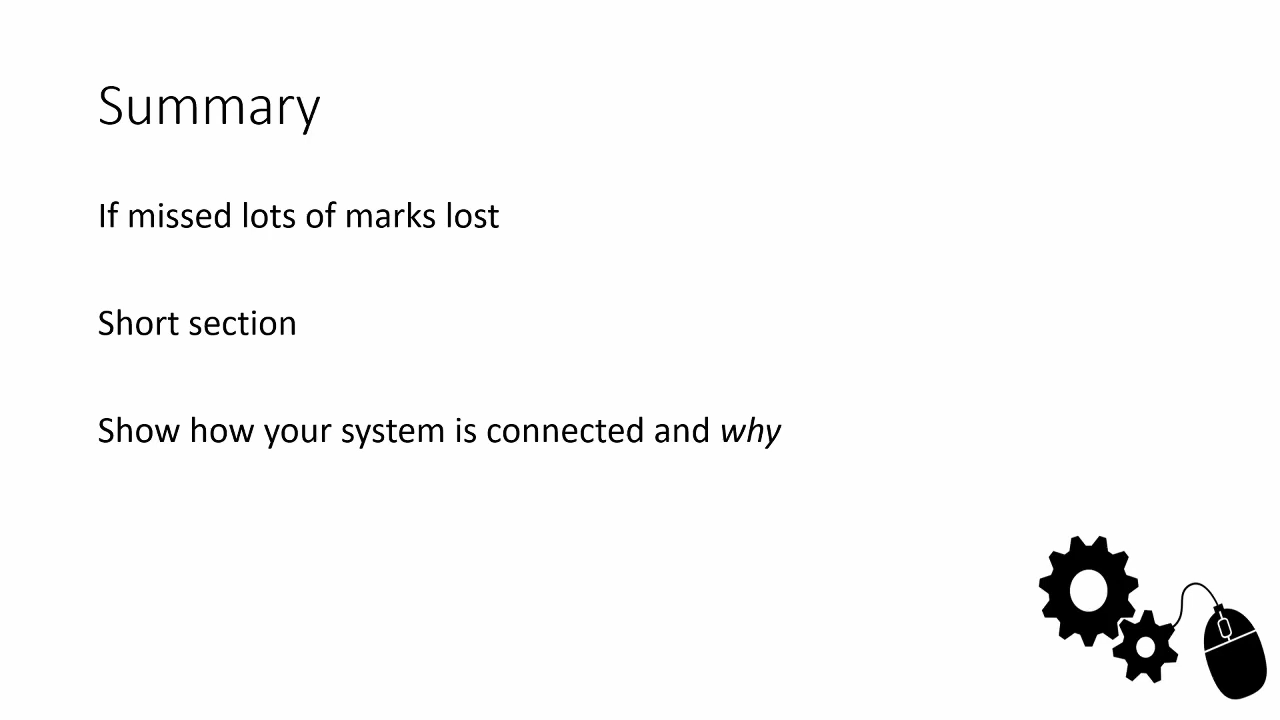 Summary
If missed lots of marks lost
Short section
Show how your system is connected and why